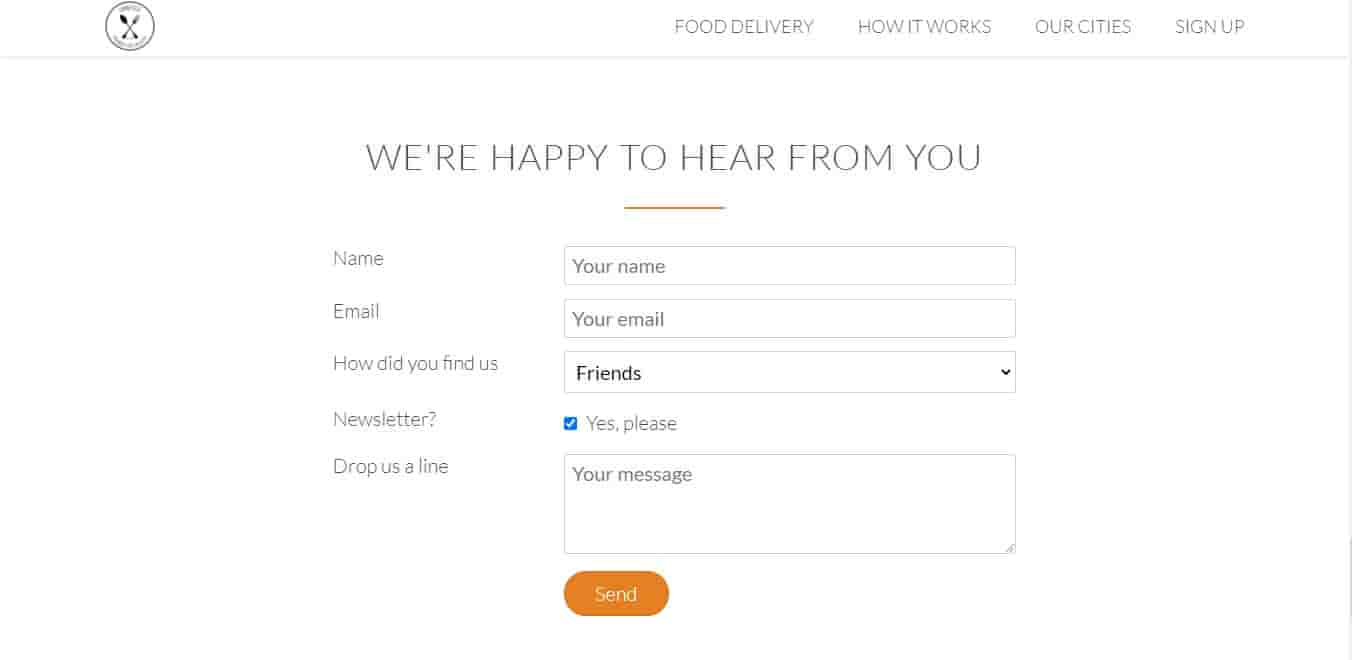 FOOD DELIVERY HOW IT WORKS OUR CITIES SIGN UP
WE'RE HAPPY TO HEAR FROM YOU
Name Your name
Email Your email
How did you find us Friends
Newsletter? Yes, please
Drop us a line Your message
Send